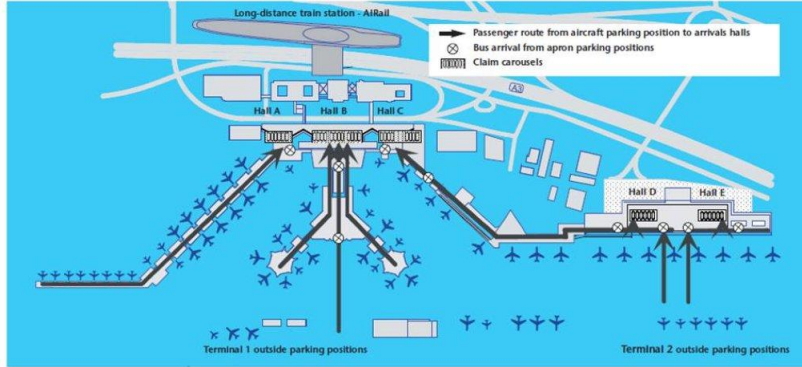 Long-distance train station - AIRail
Passenger route from aircraft parking position to arrivals halls
Bus arrival from apron parking positions
Claim carousels
A3
Hall A
Hall B
Hall C
Hall D
Hall E
Terminal 1 outside parking positions
Terminal 2 outside parking positions